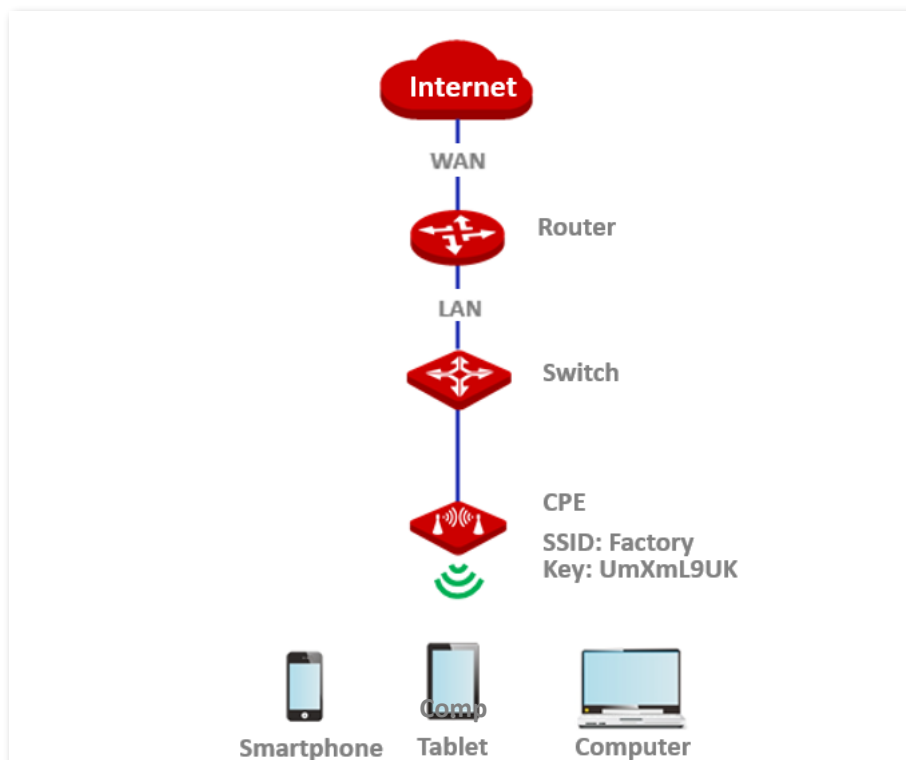 Internet
WAN
Router
LAN
Switch
CPE
SSID: Factory
Key: UmXmL9UK
Comp
Smartphone
Tablet
Computer